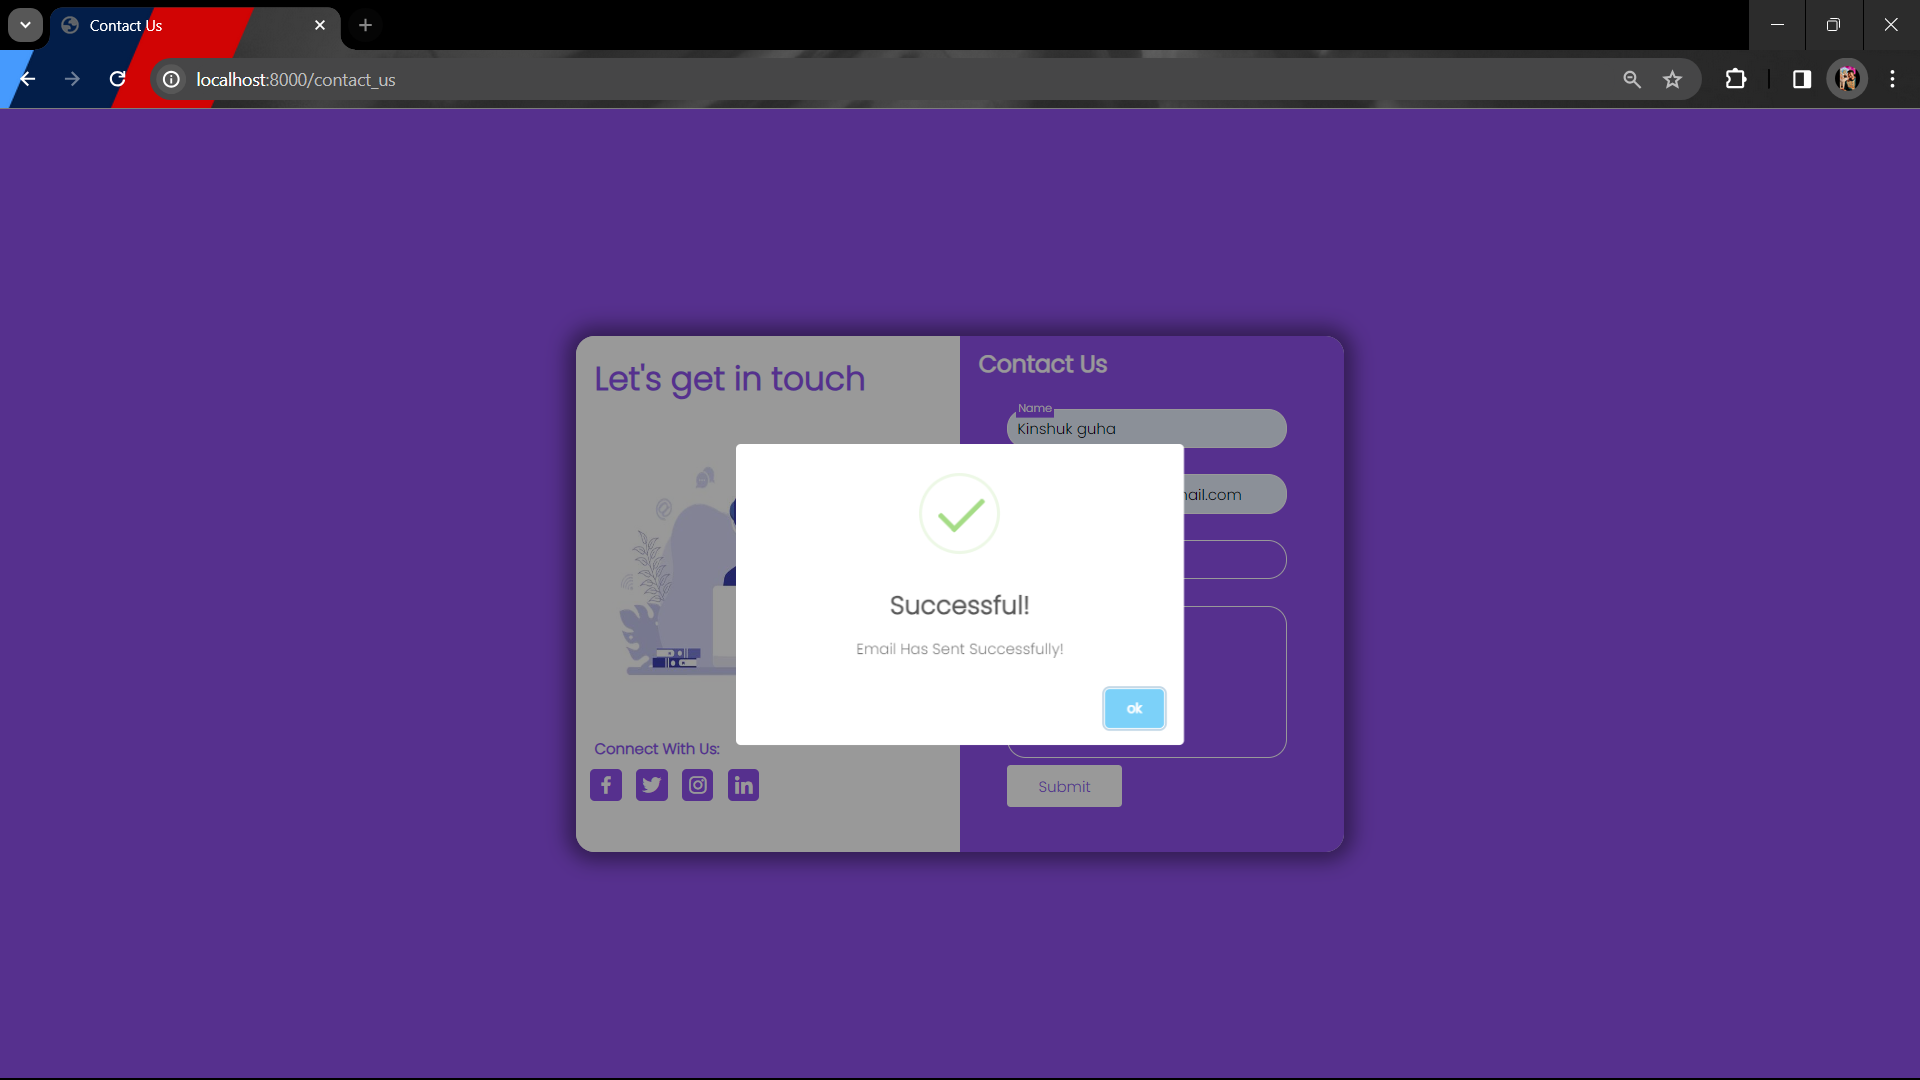 Contact Us
localhost:8000/contact_us
Let's get in touch
Contact Us
Name
Kinshuk guha
ail.com
Successful!
Email Has Sent Successfully!
ok
Connect With Us:
Submit